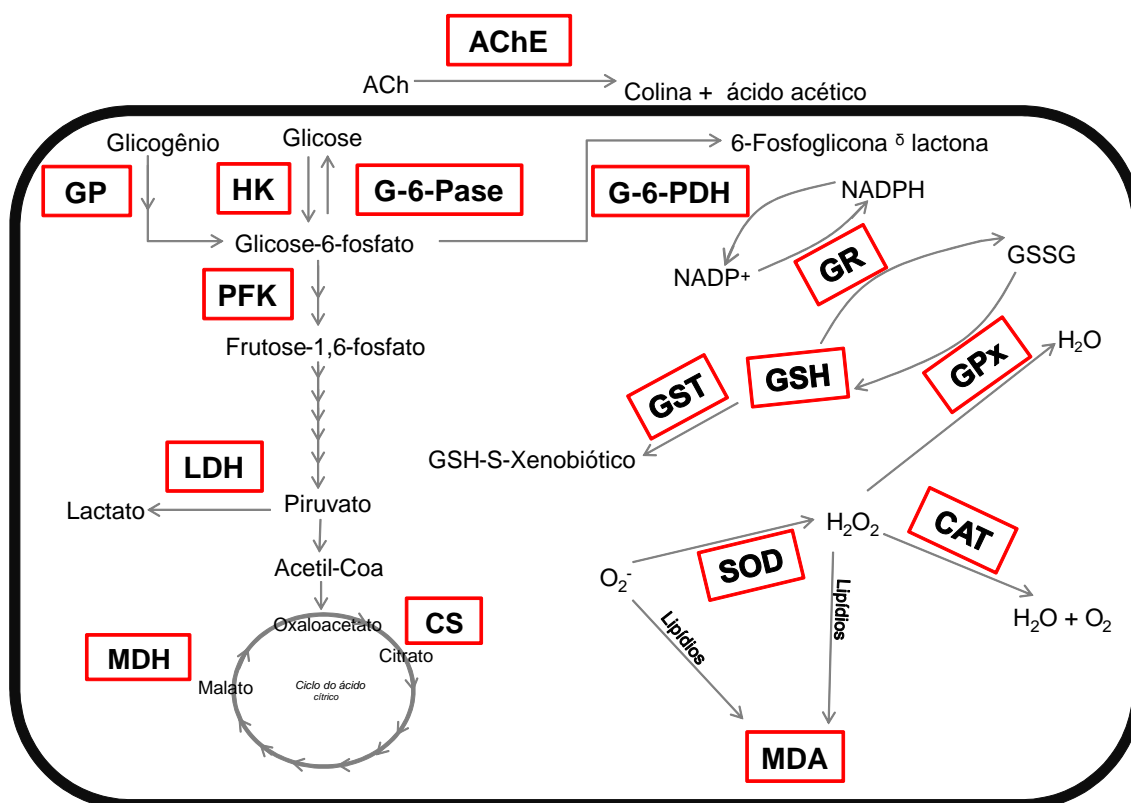 AChE
ACh
Colina + ácido acético
Glicogênio
Glicose
6-Fosfoglicona δ lactona
GP
HK
G-6-Pase
G-6-PDH
NADPH
Glicose-6-fosfato
NADP+
GR
GSSG
PFK
Frutose-1,6-fosfato
H2O
GPx
GSH
GST
GSH-S-Xenobiótico
LDH
Lactato
Piruvato
H2O2
CAT
SOD
O2-
Acetil-Coa
Lipídios
Lipídios
H2O + O2
Oxaloacetato
CS
Citrato
MDH
Malato
Ciclo do ácido
cítrico
MDA